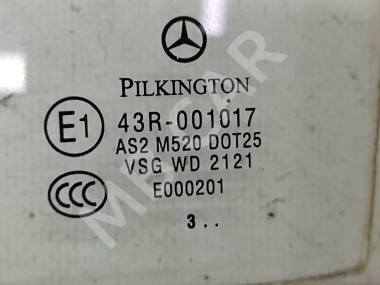 PILKINGTON
E1 43R-001017
AS2 M520 DOT25
VSG WD 2121
CCC E000201
3 . .